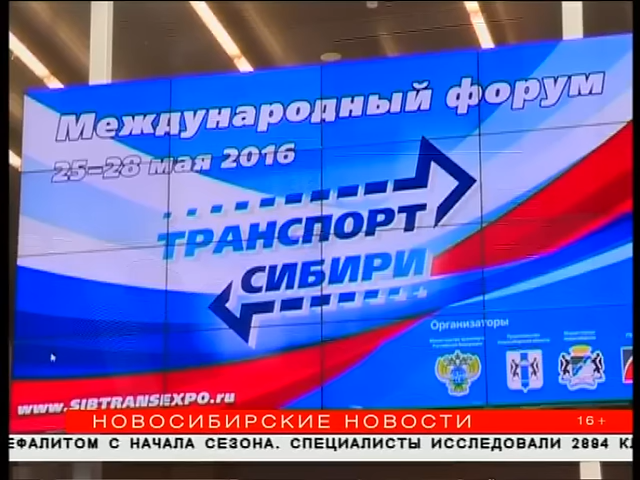 Международный форум
25-28 мая 2016
ТРАНСПОРТ
СИБИРИ
Организаторы
www.SIBTRANSEXPO.ru
НОВОСИБИРСКИЕ НОВОСТИ 16+
ЕФАЛИТОМ С НАЧАЛА СЕЗОНА. СПЕЦИАЛИСТЫ ИССЛЕДОВАЛИ 2894 К